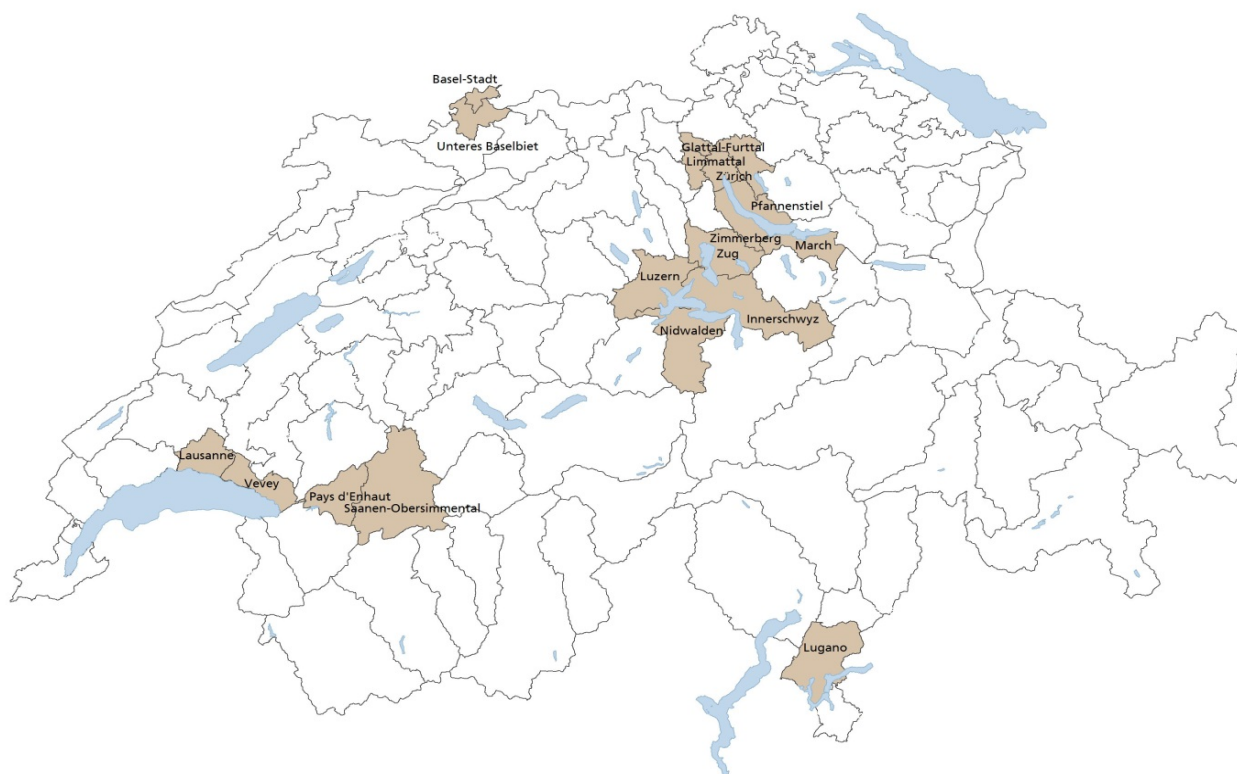 Basel-Stadt
Unteres Baselbiet
Glattal-Furttal
Limmattal
Zürich
Pfannenstiel
Zimmerberg
March
Zug
Luzern
Innerschwyz
Nidwalden
Lausanne
Vevey
Pays d'Enhaut
Saanen-Obersimmental
Lugano